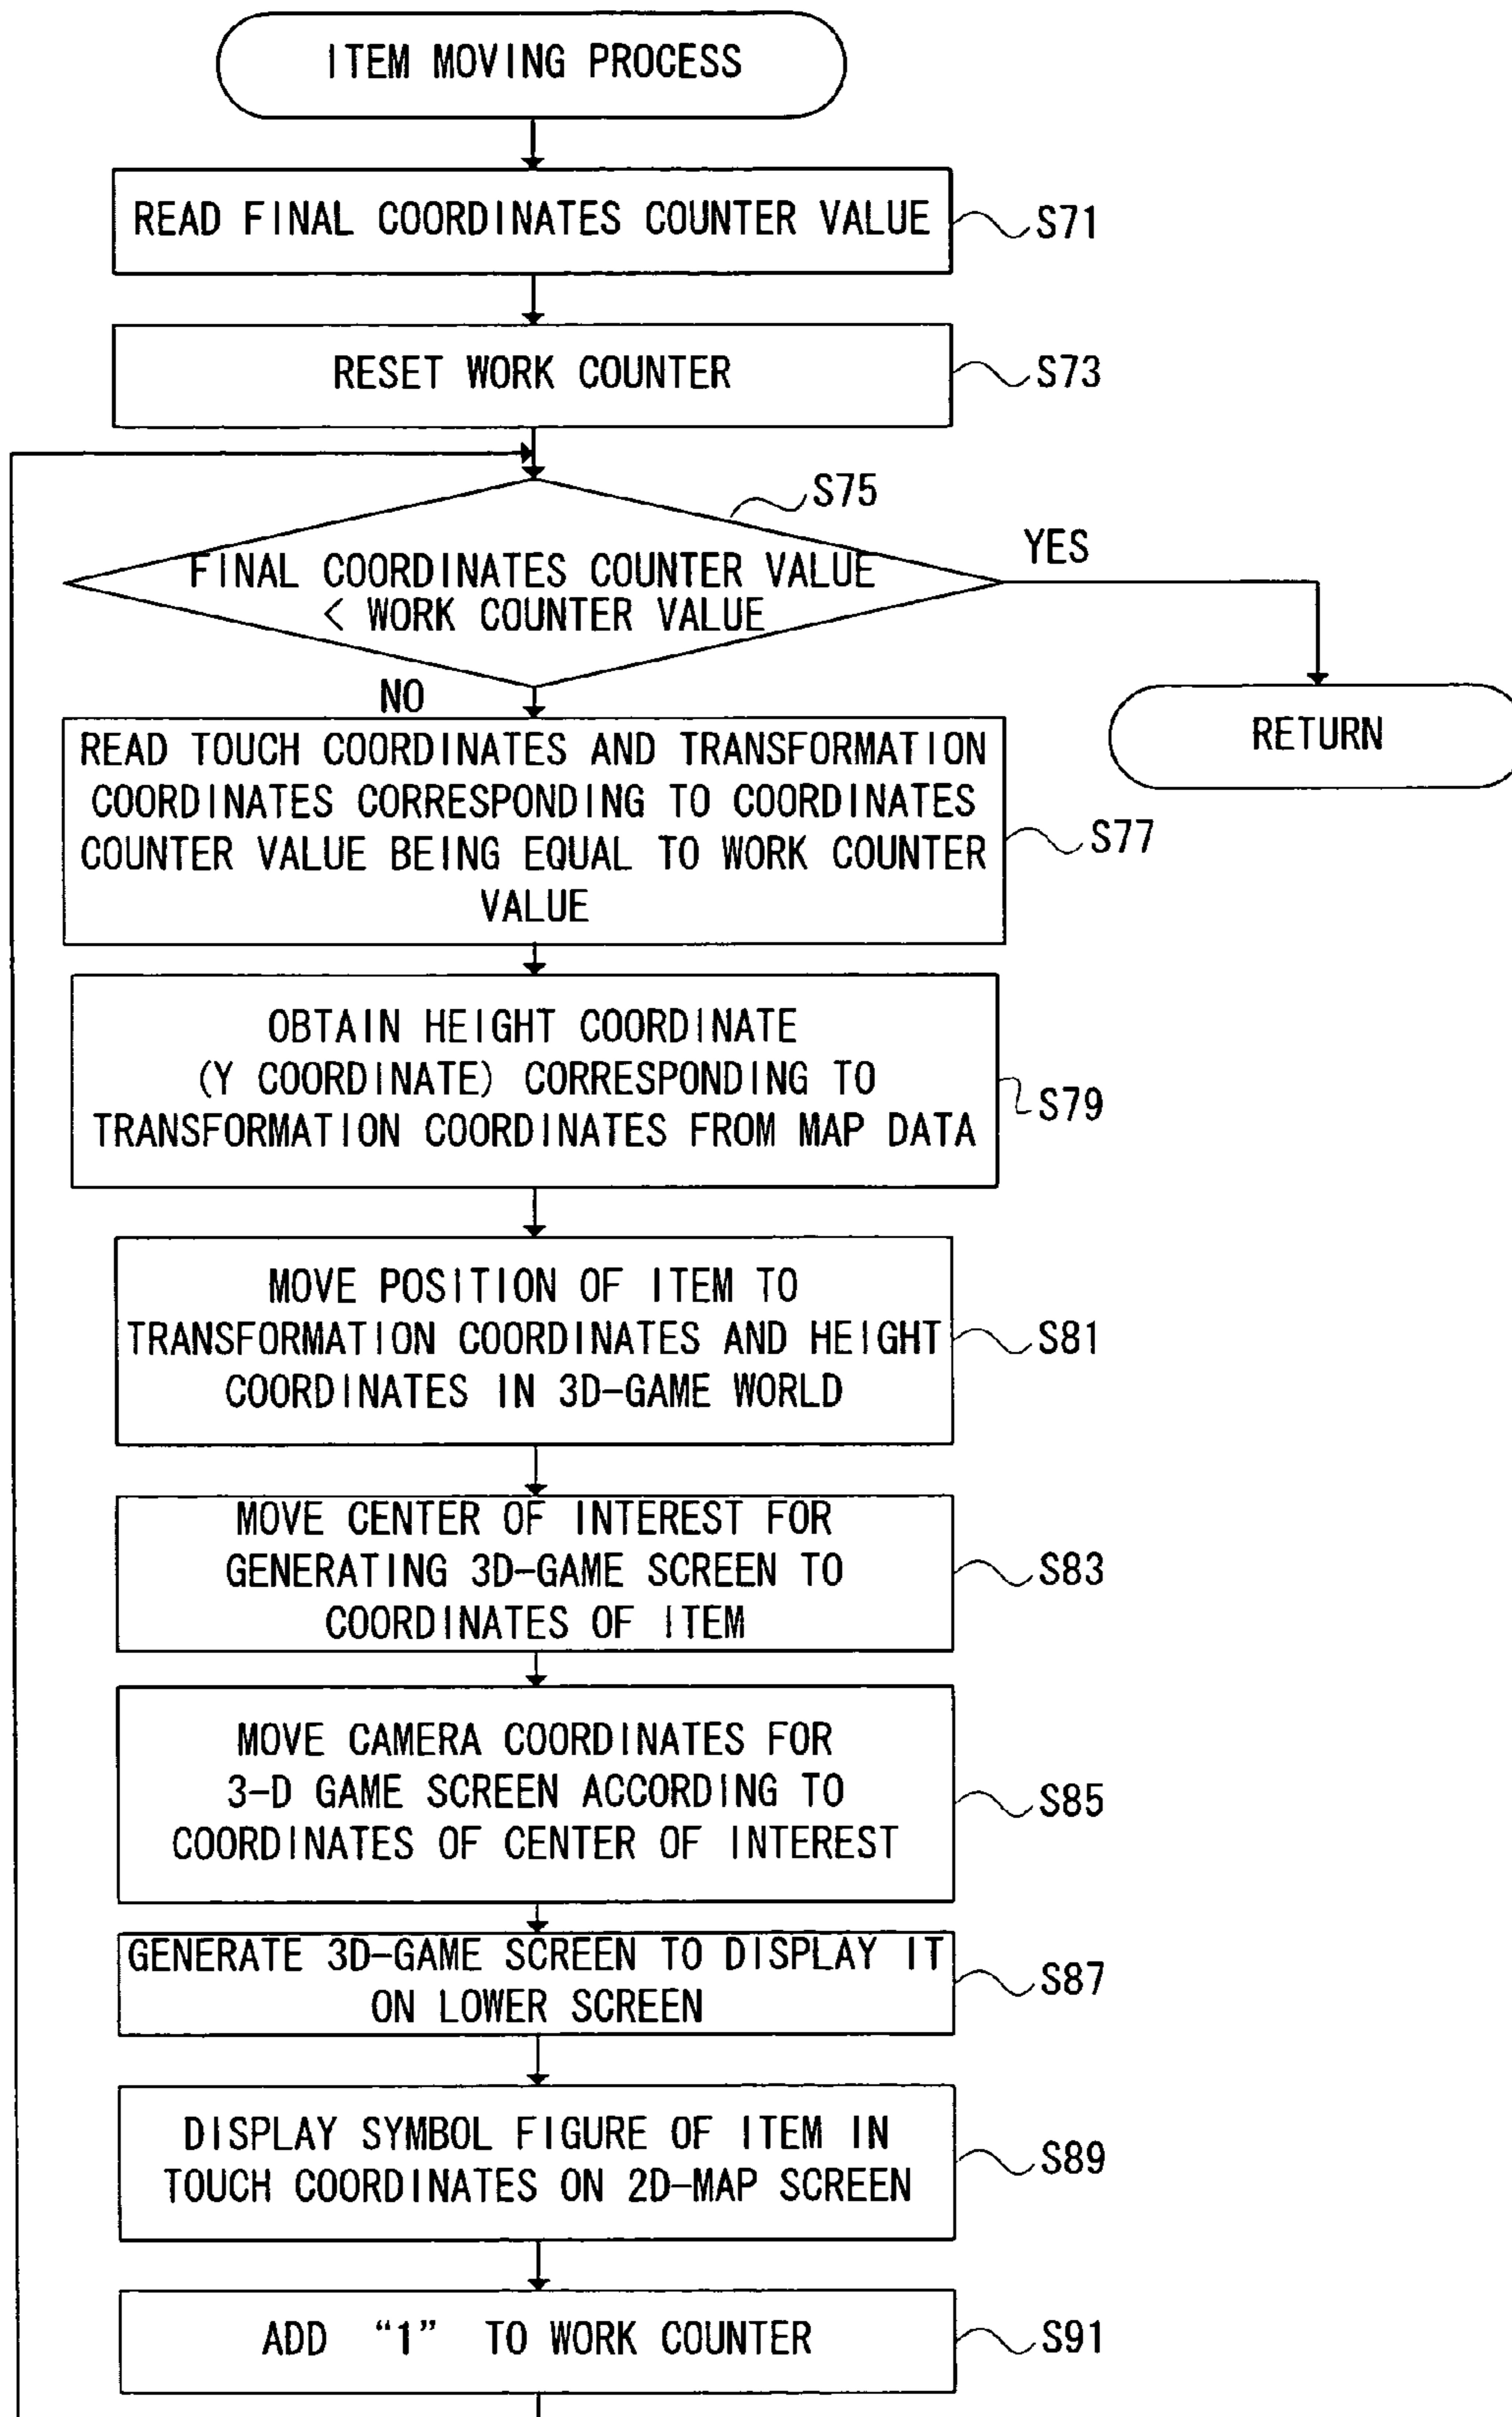 ITEM MOVING PROCESS
READ FINAL COORDINATES COUNTER VALUE
S71
RESET WORK COUNTER
S73
S75
FINAL COORDINATES COUNTER VALUE
< WORK COUNTER VALUE
YES
NO
RETURN
READ TOUCH COORDINATES AND TRANSFORMATION
COORDINATES CORRESPONDING TO COORDINATES
COUNTER VALUE BEING EQUAL TO WORK COUNTER
VALUE
S77
OBTAIN HEIGHT COORDINATE
(Y COORDINATE) CORRESPONDING TO
TRANSFORMATION COORDINATES FROM MAP DATA
S79
MOVE POSITION OF ITEM TO
TRANSFORMATION COORDINATES AND HEIGHT
COORDINATES IN 3D-GAME WORLD
S81
MOVE CENTER OF INTEREST FOR
GENERATING 3D-GAME SCREEN TO
COORDINATES OF ITEM
S83
MOVE CAMERA COORDINATES FOR
3-D GAME SCREEN ACCORDING TO
COORDINATES OF CENTER OF INTEREST
S85
GENERATE 3D-GAME SCREEN TO DISPLAY IT
ON LOWER SCREEN
S87
DISPLAY SYMBOL FIGURE OF ITEM IN
TOUCH COORDINATES ON 2D-MAP SCREEN
S89
ADD “1” TO WORK COUNTER
S91